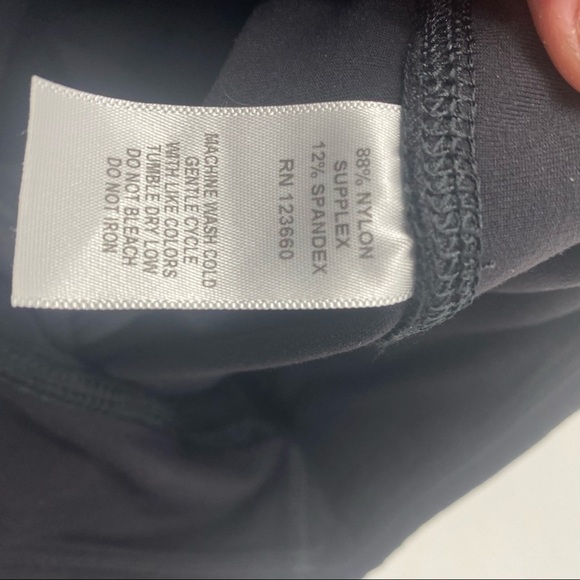 88% NYLON
SUPPLEX
12% SPANDEX
RN 123660
MACHINE WASH COLD
GENTLE CYCLE
WITH LIKE COLORS
TUMBLE DRY LOW
DO NOT BLEACH
DO NOT IRON